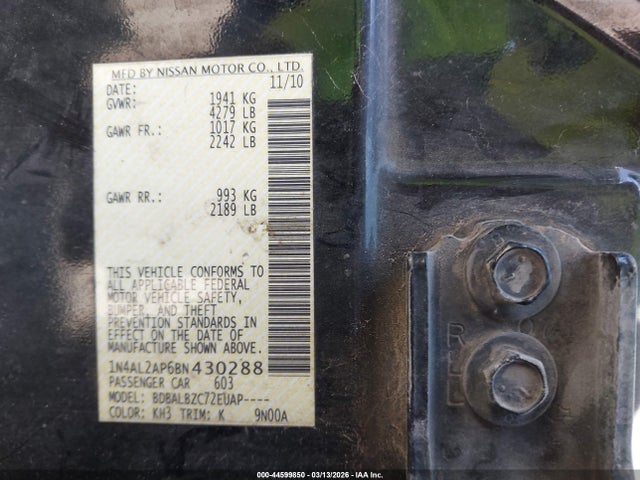 MFD BY NISSAN MOTOR CO., LTD.
DATE: 11/10
GVWR: 1941 KG
4279 LB
GAWR FR.: 1017 KG
2242 LB
GAWR RR.: 993 KG
2189 LB
THIS VEHICLE CONFORMS TO
ALL APPLICABLE FEDERAL
MOTOR VEHICLE SAFETY,
BUMPER, AND THEFT
PREVENTION STANDARDS IN
EFFECT ON THE DATE OF
MANUFACTURE SHOWN ABOVE.
1N4AL2AP6BN430288
PASSENGER CAR 603
MODEL: BDBALBZC72EUAP----
COLOR: KH3 TRIM: K 9N00A
000-44599850 - 03/13/2026 - IAA Inc.